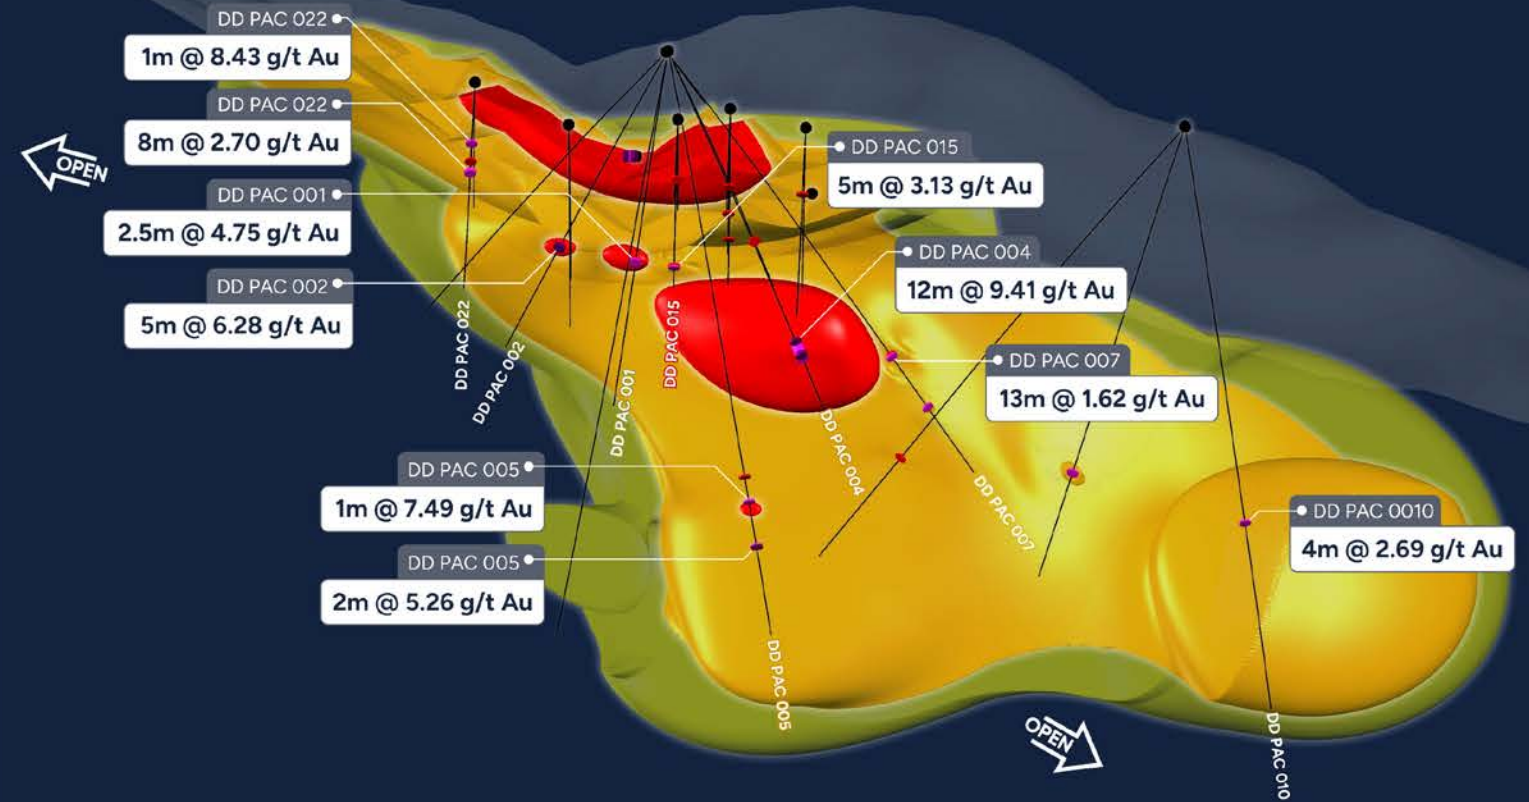 DD PAC 022
1m @ 8.43 g/t Au
DD PAC 022
8m @ 2.70 g/t Au
OPEN
DD PAC 001
2.5m @ 4.75 g/t Au
DD PAC 002
5m @ 6.28 g/t Au
DD PAC 015
5m @ 3.13 g/t Au
DD PAC 004
12m @ 9.41 g/t Au
DD PAC 007
13m @ 1.62 g/t Au
DD PAC 022
DD PAC 002
DD PAC 001
DD PAC 015
DD PAC 004
DD PAC 007
DD PAC 005
1m @ 7.49 g/t Au
DD PAC 005
2m @ 5.26 g/t Au
DD PAC 0010
4m @ 2.69 g/t Au
DD PAC 005
OPEN
DD PAC 010